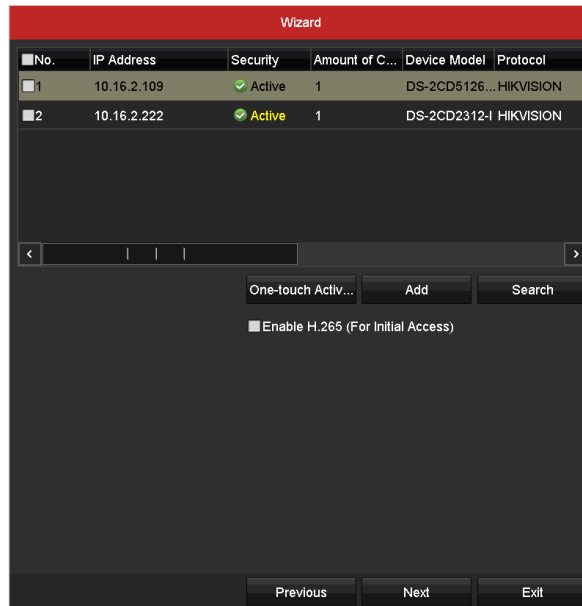 Wizard
No. IP Address Security Amount of C... Device Model Protocol
1 10.16.2.109 Active 1 DS-2CD5126... HIKVISION
2 10.16.2.222 Active 1 DS-2CD2312-I HIKVISION
One-touch Activ... Add Search
Enable H.265 (For Initial Access)
Previous Next Exit